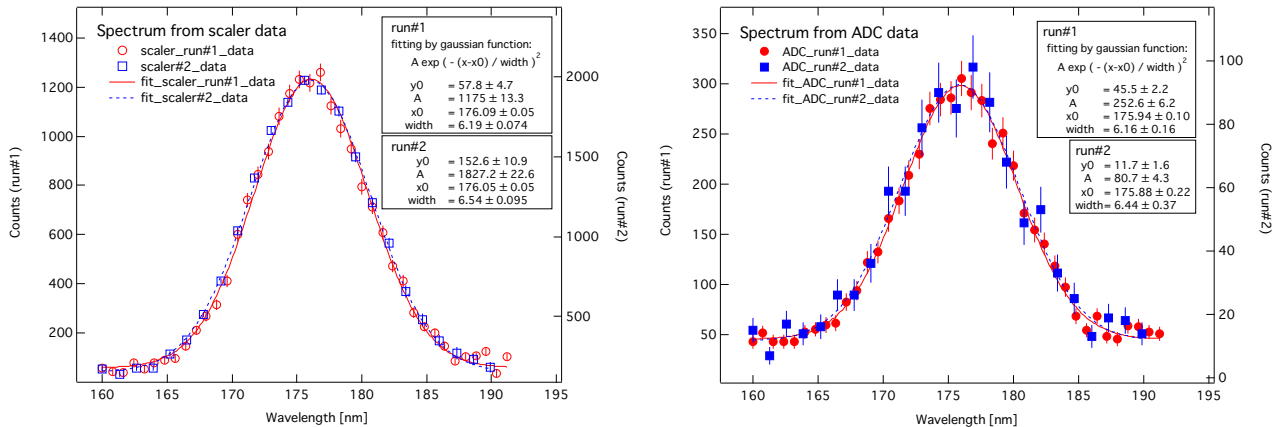 Spectrum from scaler data
scaler_run#1_data
scaler#2_data
fit_scaler_run#1_data
fit_scaler#2_data
run#1
fitting by gaussian function:
A exp ( - (x-x0) / width )²
y0 = 57.8 ± 4.7
A = 1175 ± 13.3
x0 = 176.09 ± 0.05
width = 6.19 ± 0.074
run#2
y0 = 152.6 ± 10.9
A = 1827.2 ± 22.6
x0 = 176.05 ± 0.05
width = 6.54 ± 0.095
1400
1200
1000
800
600
400
200
Counts (run#1)
2000
1500
1000
500
Counts (run#2)
160 165 170 175 180 185 190 195
Wavelength [nm]
Spectrum from ADC data
ADC_run#1_data
ADC_run#2_data
fit_ADC_run#1_data
fit_ADC_run#2_data
run#1
fitting by gaussian function:
A exp ( - (x-x0) / width )²
y0 = 45.5 ± 2.2
A = 252.6 ± 6.2
x0 = 175.94 ± 0.10
width = 6.16 ± 0.16
run#2
y0 = 11.7 ± 1.6
A = 80.7 ± 4.3
x0 = 175.88 ± 0.22
width= 6.44 ± 0.37
350
300
250
200
150
100
50
Counts (run#1)
100
80
60
40
20
0
Counts (run#2)
160 165 170 175 180 185 190 195
Wavelength [nm]